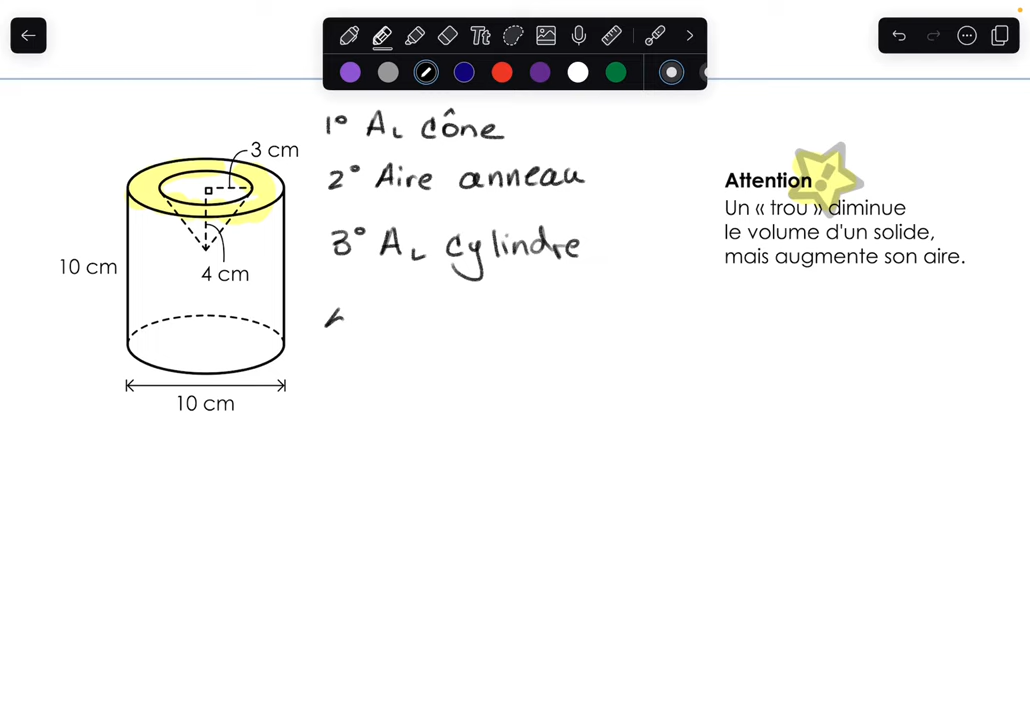 1° AL cône
3 cm
2° Aire anneau
Attention
Un « trou » diminue
le volume d'un solide,
mais augmente son aire.
3° AL cylindre
10 cm
4 cm
10 cm
Tt